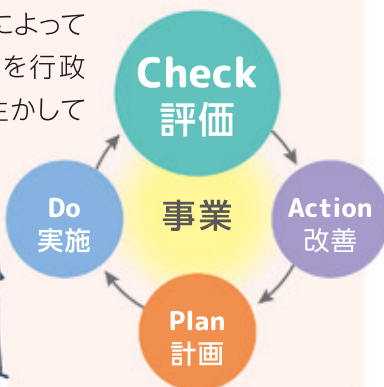 によって
を行政
生かして
Check
評価
Do
実施
事業
Action
改善
Plan
計画